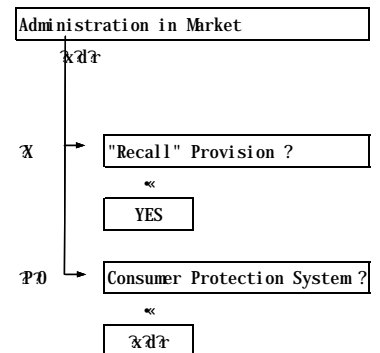 Administration in Market
"Recall" Provision ?
YES
Consumer Protection System ?